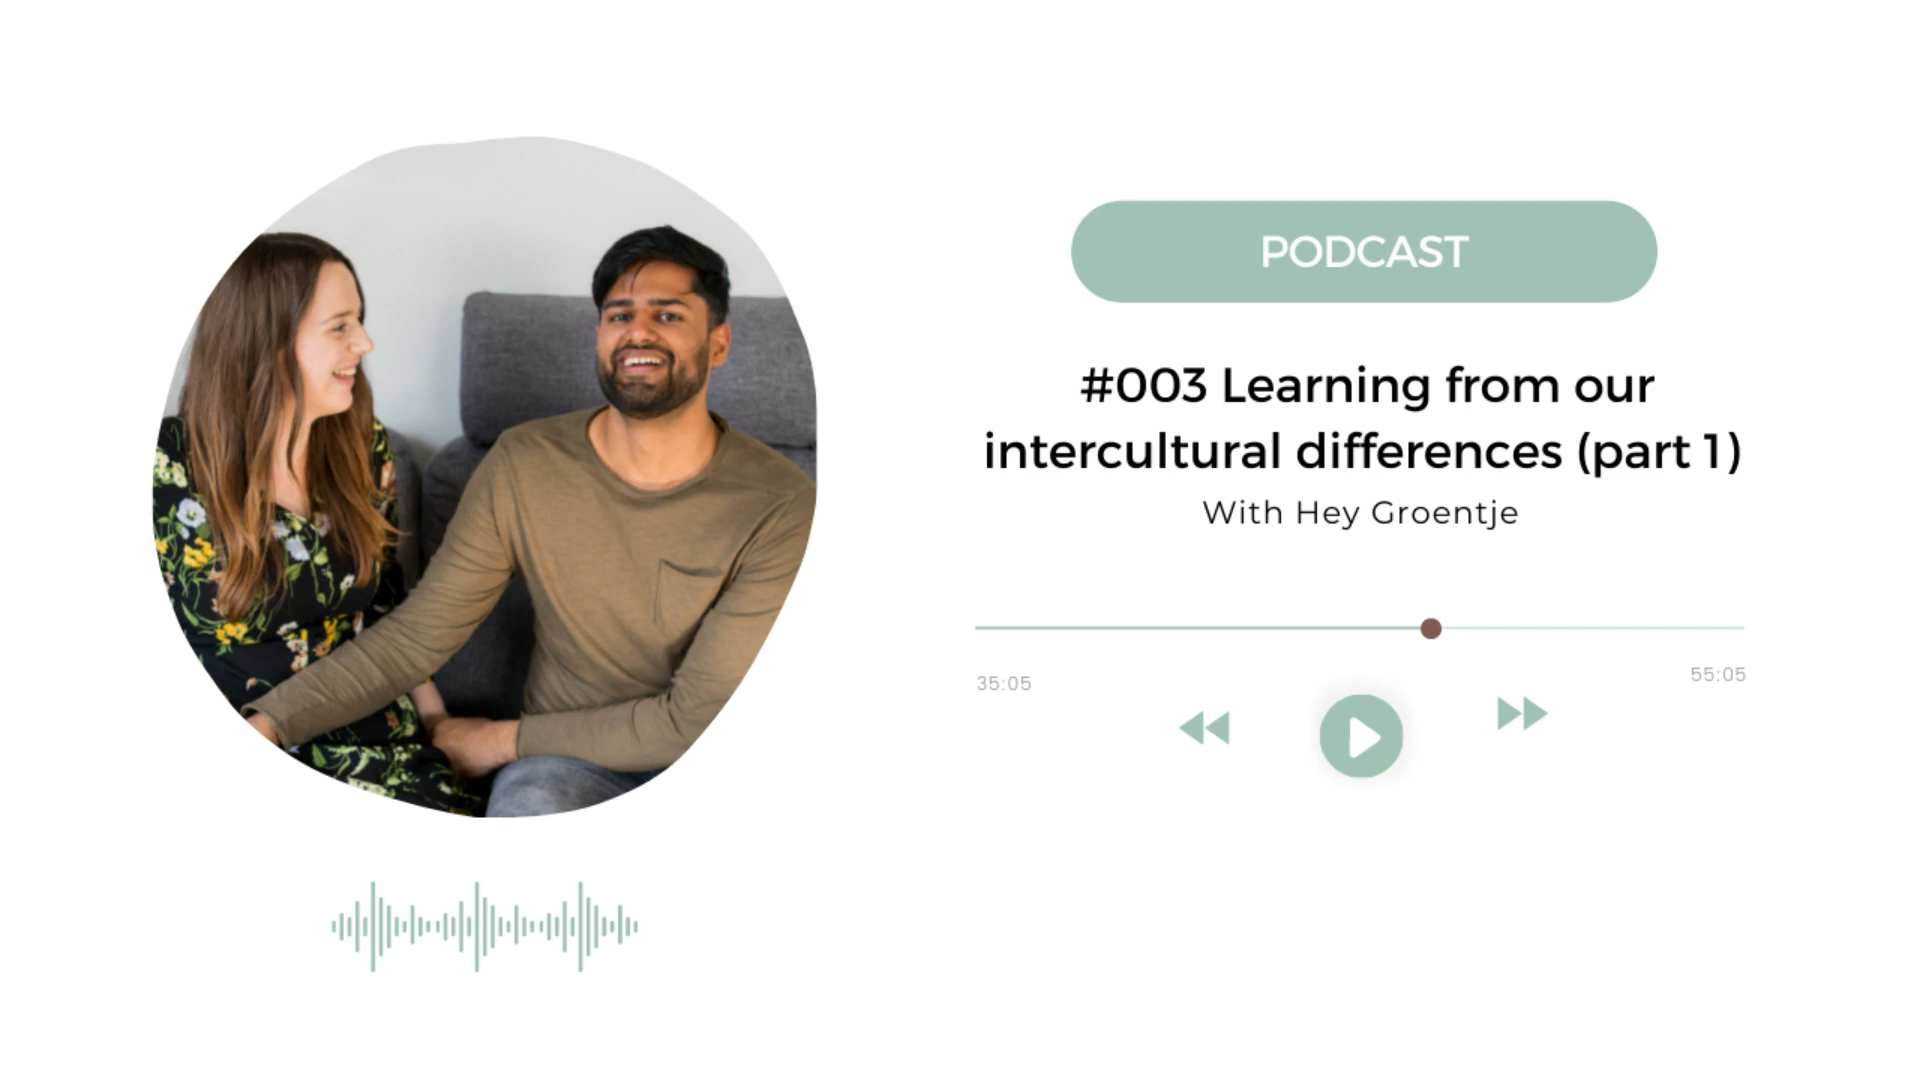 PODCAST
#003 Learning from our
intercultural differences (part 1)
With Hey Groentje
35:05
55:05